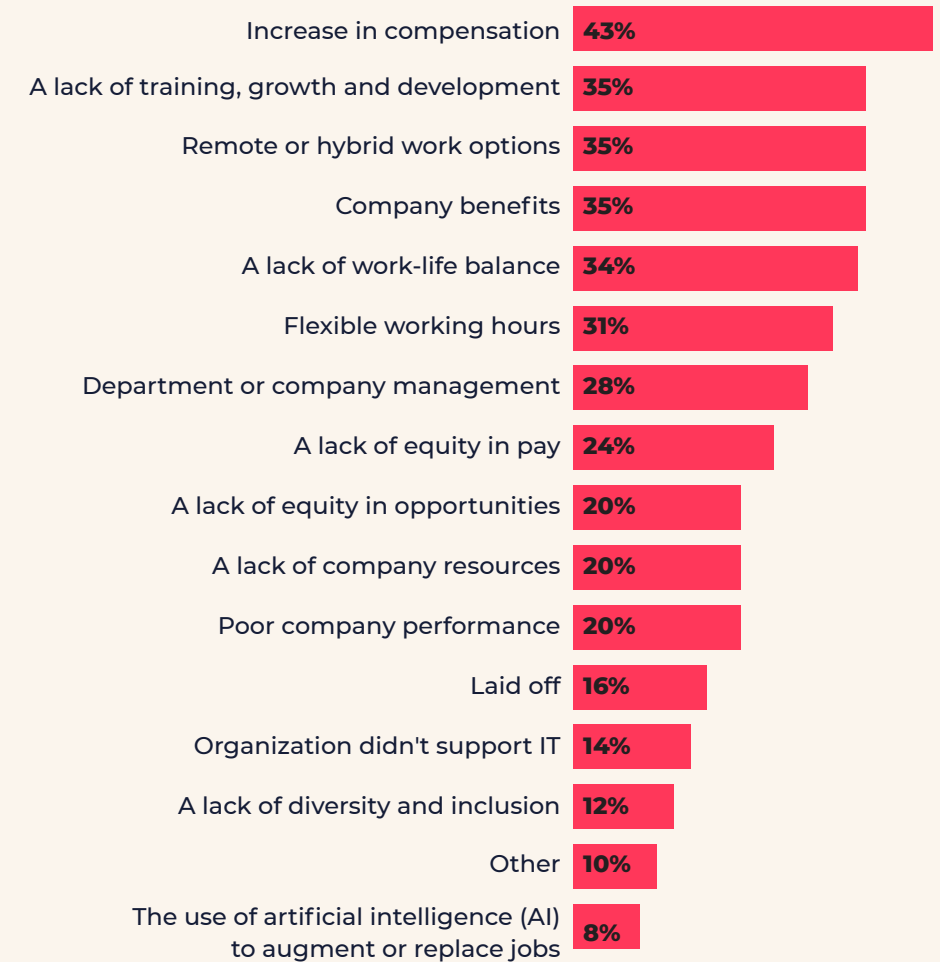 Increase in compensation 43%
A lack of training, growth and development 35%
Remote or hybrid work options 35%
Company benefits 35%
A lack of work-life balance 34%
Flexible working hours 31%
Department or company management 28%
A lack of equity in pay 24%
A lack of equity in opportunities 20%
A lack of company resources 20%
Poor company performance 20%
Laid off 16%
Organization didn't support IT 14%
A lack of diversity and inclusion 12%
Other 10%
The use of artificial intelligence (AI)
to augment or replace jobs 8%